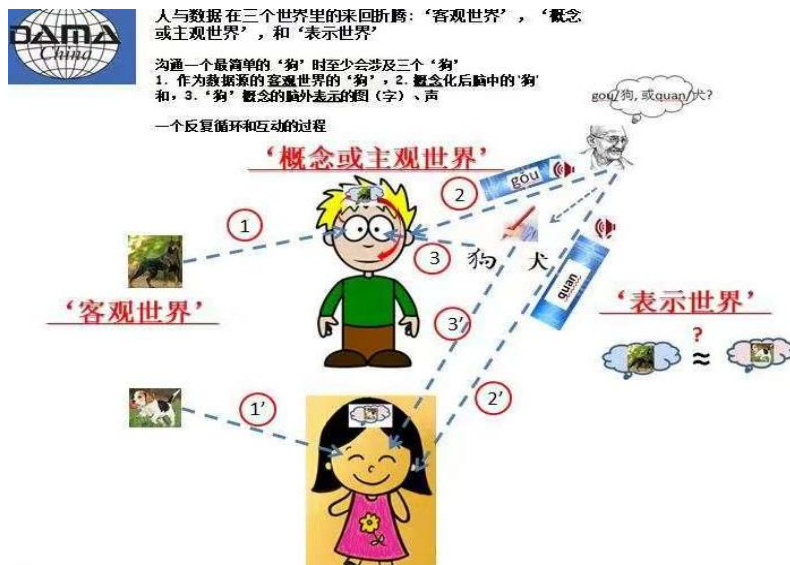 DAMA
China
人与数据在三个世界里的来回折腾:‘客观世界’,‘概念
或主观世界’,和‘表示世界’
沟通一个最简单的‘狗’时至少会涉及三个‘狗’
1. 作为数据源的客观世界的‘狗’,2. 概念化后脑中的'狗'
和,3.‘狗’概念的脑外表示的图(字)、声
一个反复循环和互动的过程
gou/狗, 或quan/犬?
‘概念或主观世界’
gǒu
2
1
3
狗 犬
quan
‘客观世界’
‘表示世界’
3’
?
≈
1’
2’